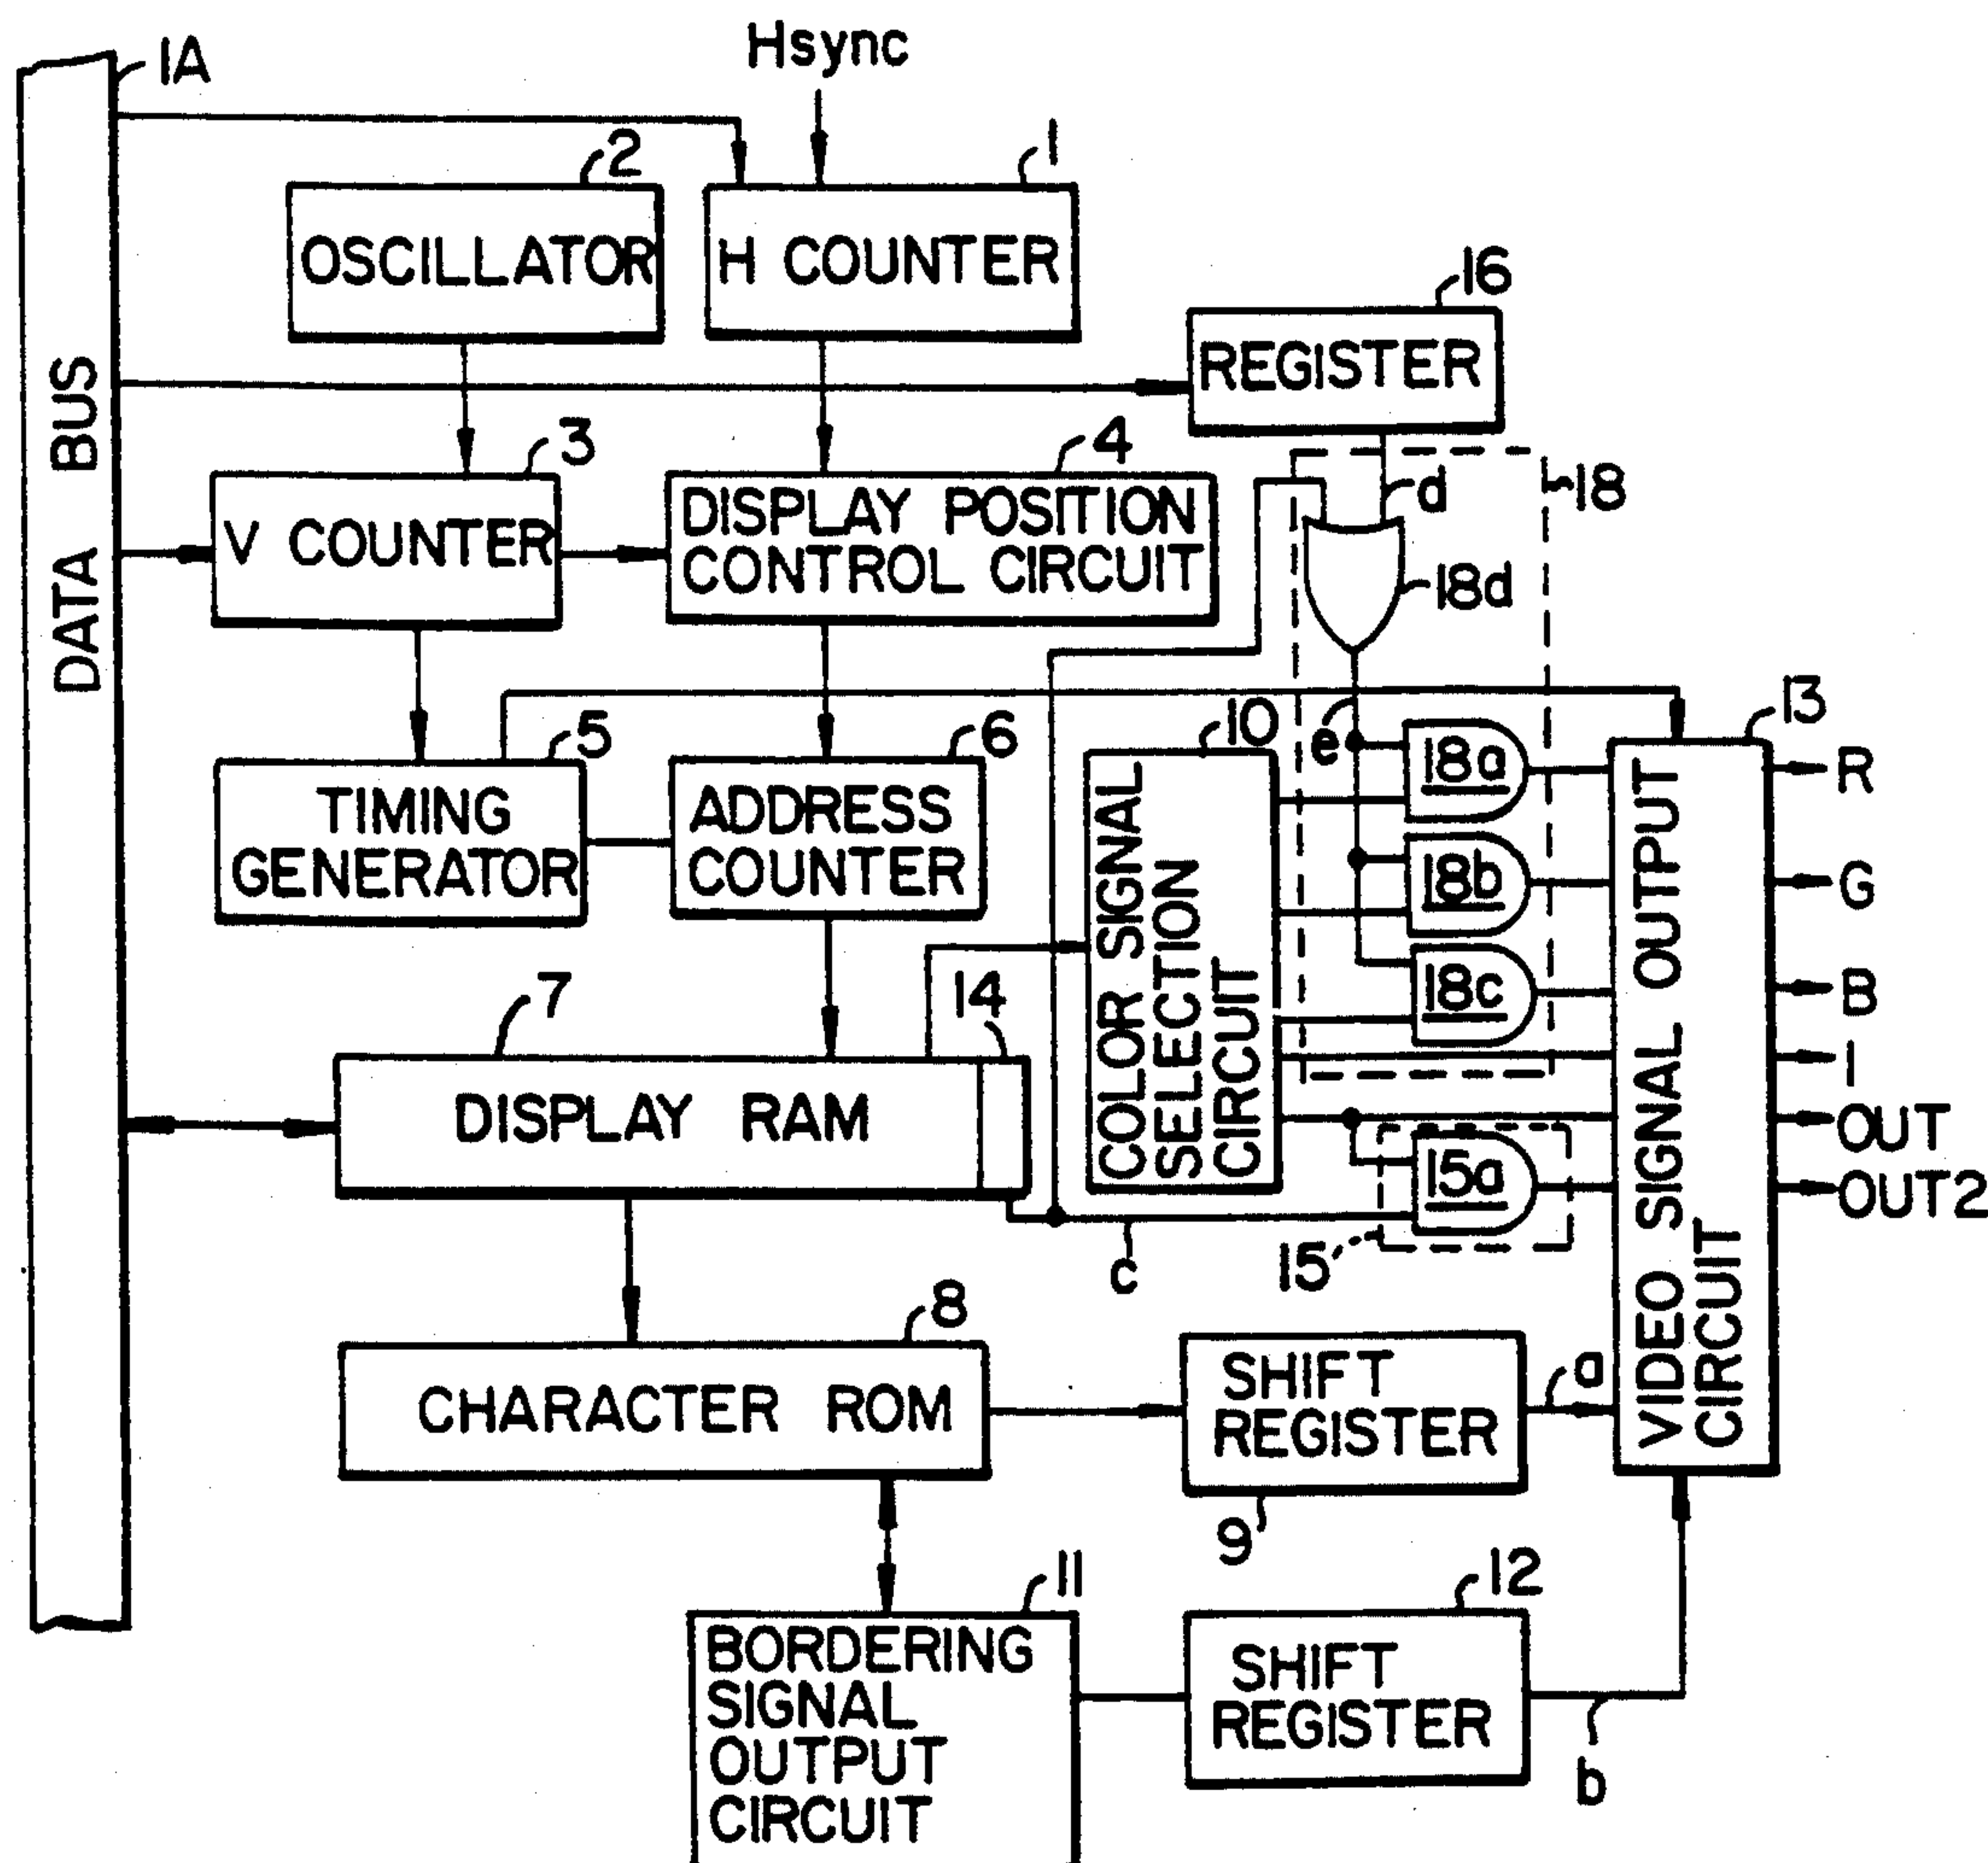 Hsync
1A
2
1
OSCILLATOR
H COUNTER
16
REGISTER
DATA BUS
3
4
d
18
V COUNTER
DISPLAY POSITION
CONTROL CIRCUIT
18d
5
6
10
e
13
18a
R
TIMING
GENERATOR
ADDRESS
COUNTER
18b
G
COLOR SIGNAL
SELECTION
CIRCUIT
VIDEO SIGNAL OUTPUT
CIRCUIT
7
14
18c
B
I
DISPLAY RAM
OUT
15a
OUT2
c
15
8
CHARACTER ROM
SHIFT
REGISTER
a
9
11
12
BORDERING
SIGNAL
OUTPUT
CIRCUIT
SHIFT
REGISTER
b